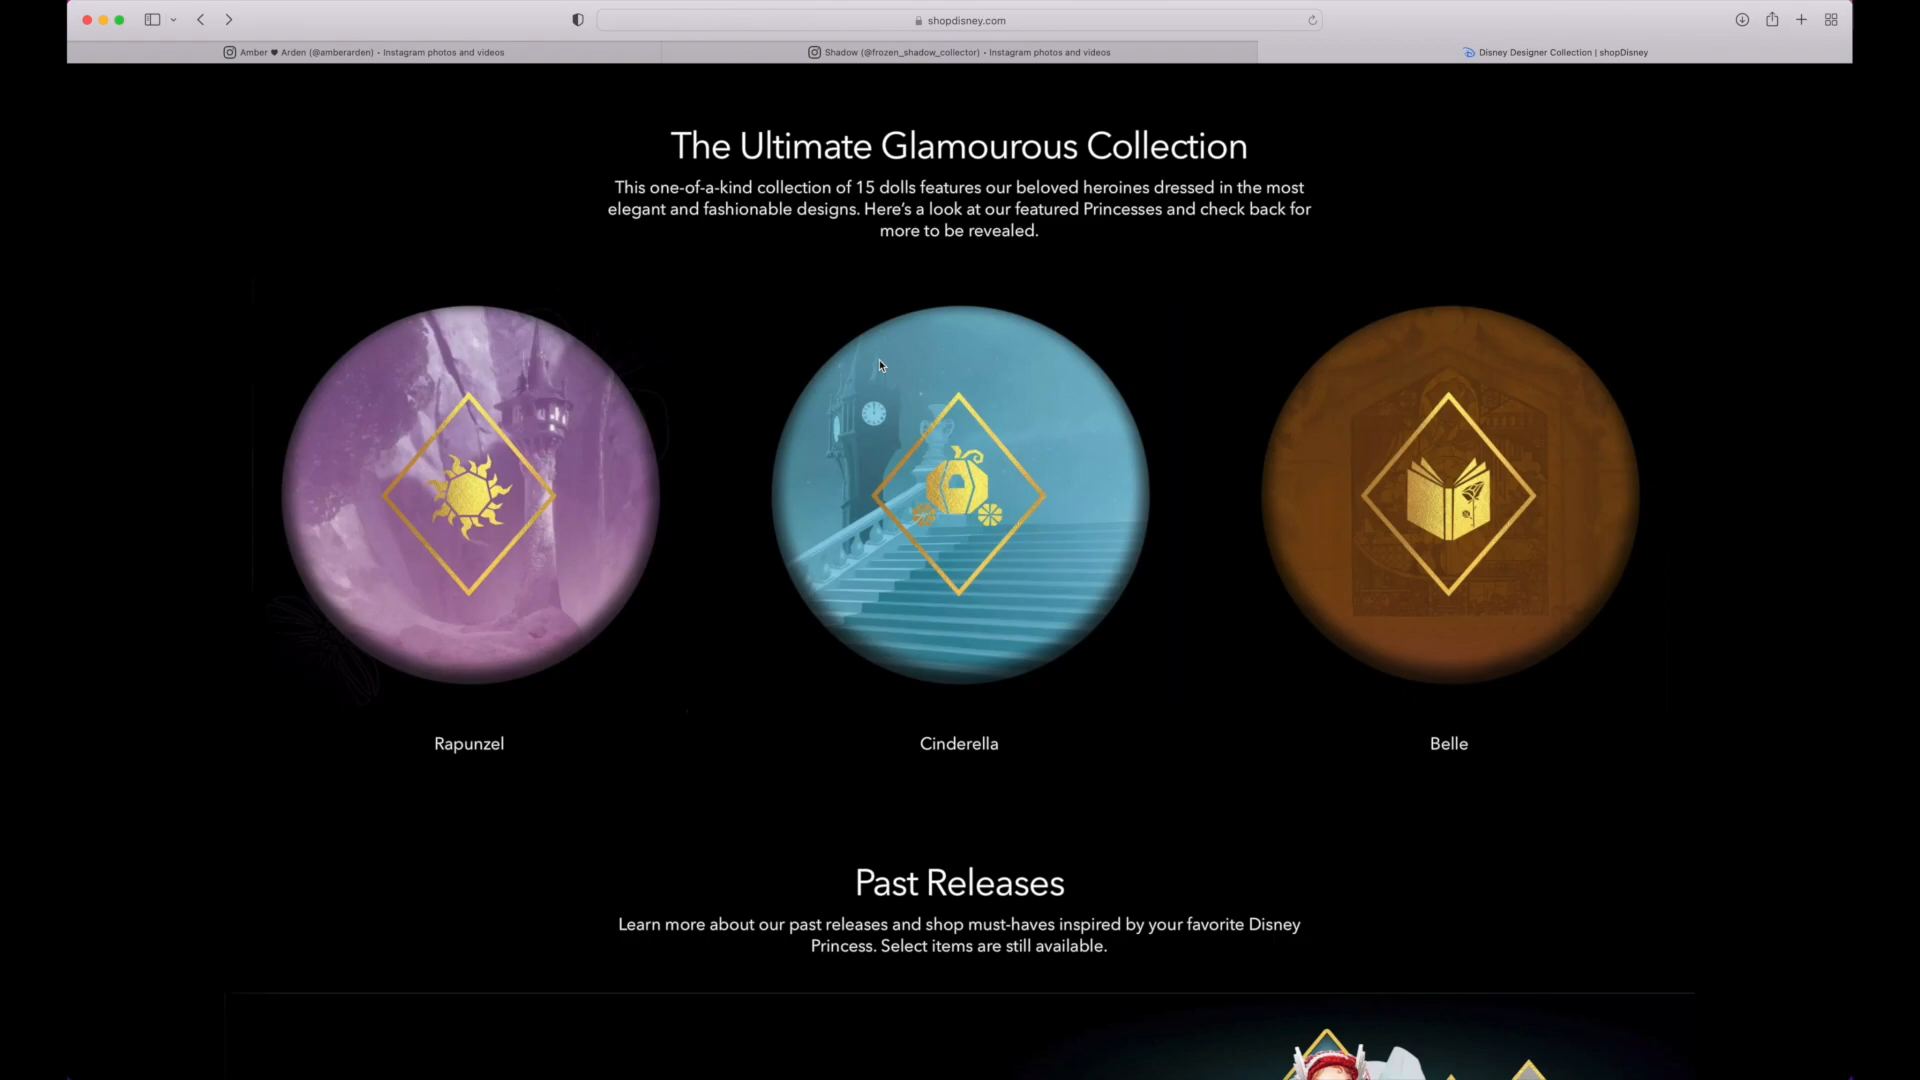 shopdisney.com
Amber ♥ Arden (@amberarden) • Instagram photos and videos
Shadow (@frozen_shadow_collector) • Instagram photos and videos
Disney Designer Collection | shopDisney
The Ultimate Glamourous Collection
This one-of-a-kind collection of 15 dolls features our beloved heroines dressed in the most
elegant and fashionable designs. Here’s a look at our featured Princesses and check back for
more to be revealed.
Rapunzel
Cinderella
Belle
Past Releases
Learn more about our past releases and shop must-haves inspired by your favorite Disney
Princess. Select items are still available.